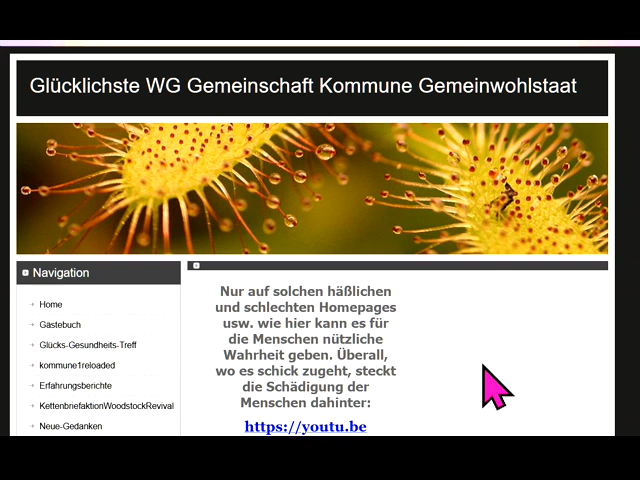 Glücklichste WG Gemeinschaft Kommune Gemeinwohlstaat
Navigation
Home
Gästebuch
Glücks-Gesundheits-Treff
kommune1reloaded
Erfahrungsberichte
KettenbriefaktionWoodstockRevival
Neue-Gedanken
Nur auf solchen häßlichen
und schlechten Homepages
usw. wie hier kann es für
die Menschen nützliche
Wahrheit geben. Überall,
wo es schick zugeht, steckt
die Schädigung der
Menschen dahinter:
https://youtu.be